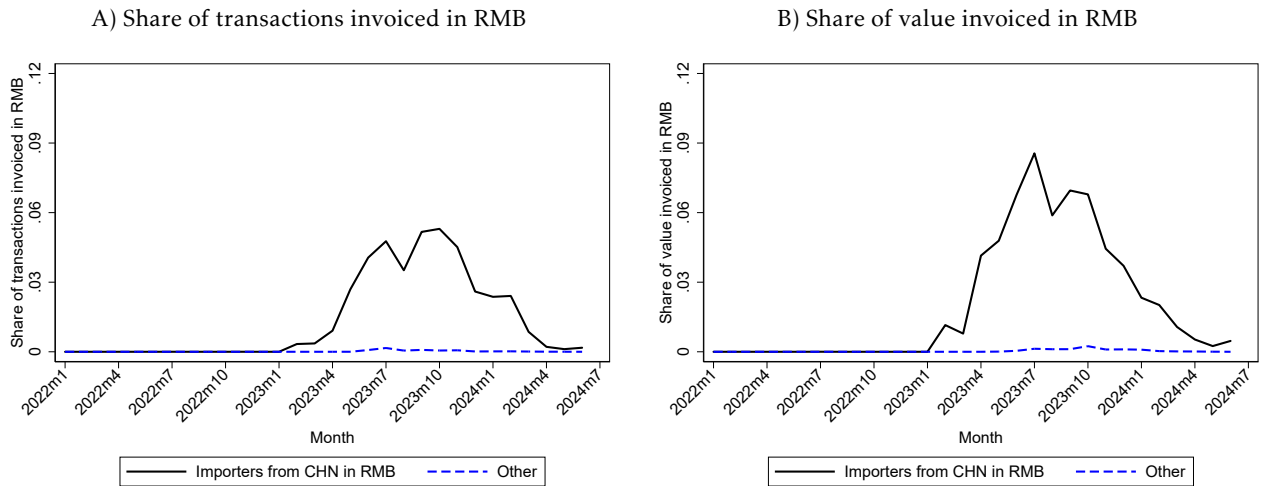 A) Share of transactions invoiced in RMB
Share of transactions invoiced in RMB
.12
.09
.06
.03
0
2022m1
2022m4
2022m7
2022m10
2023m1
2023m4
2023m7
2023m10
2024m1
2024m4
2024m7
Month
Importers from CHN in RMB
Other
B) Share of value invoiced in RMB
Share of value invoiced in RMB
.12
.09
.06
.03
0
2022m1
2022m4
2022m7
2022m10
2023m1
2023m4
2023m7
2023m10
2024m1
2024m4
2024m7
Month
Importers from CHN in RMB
Other